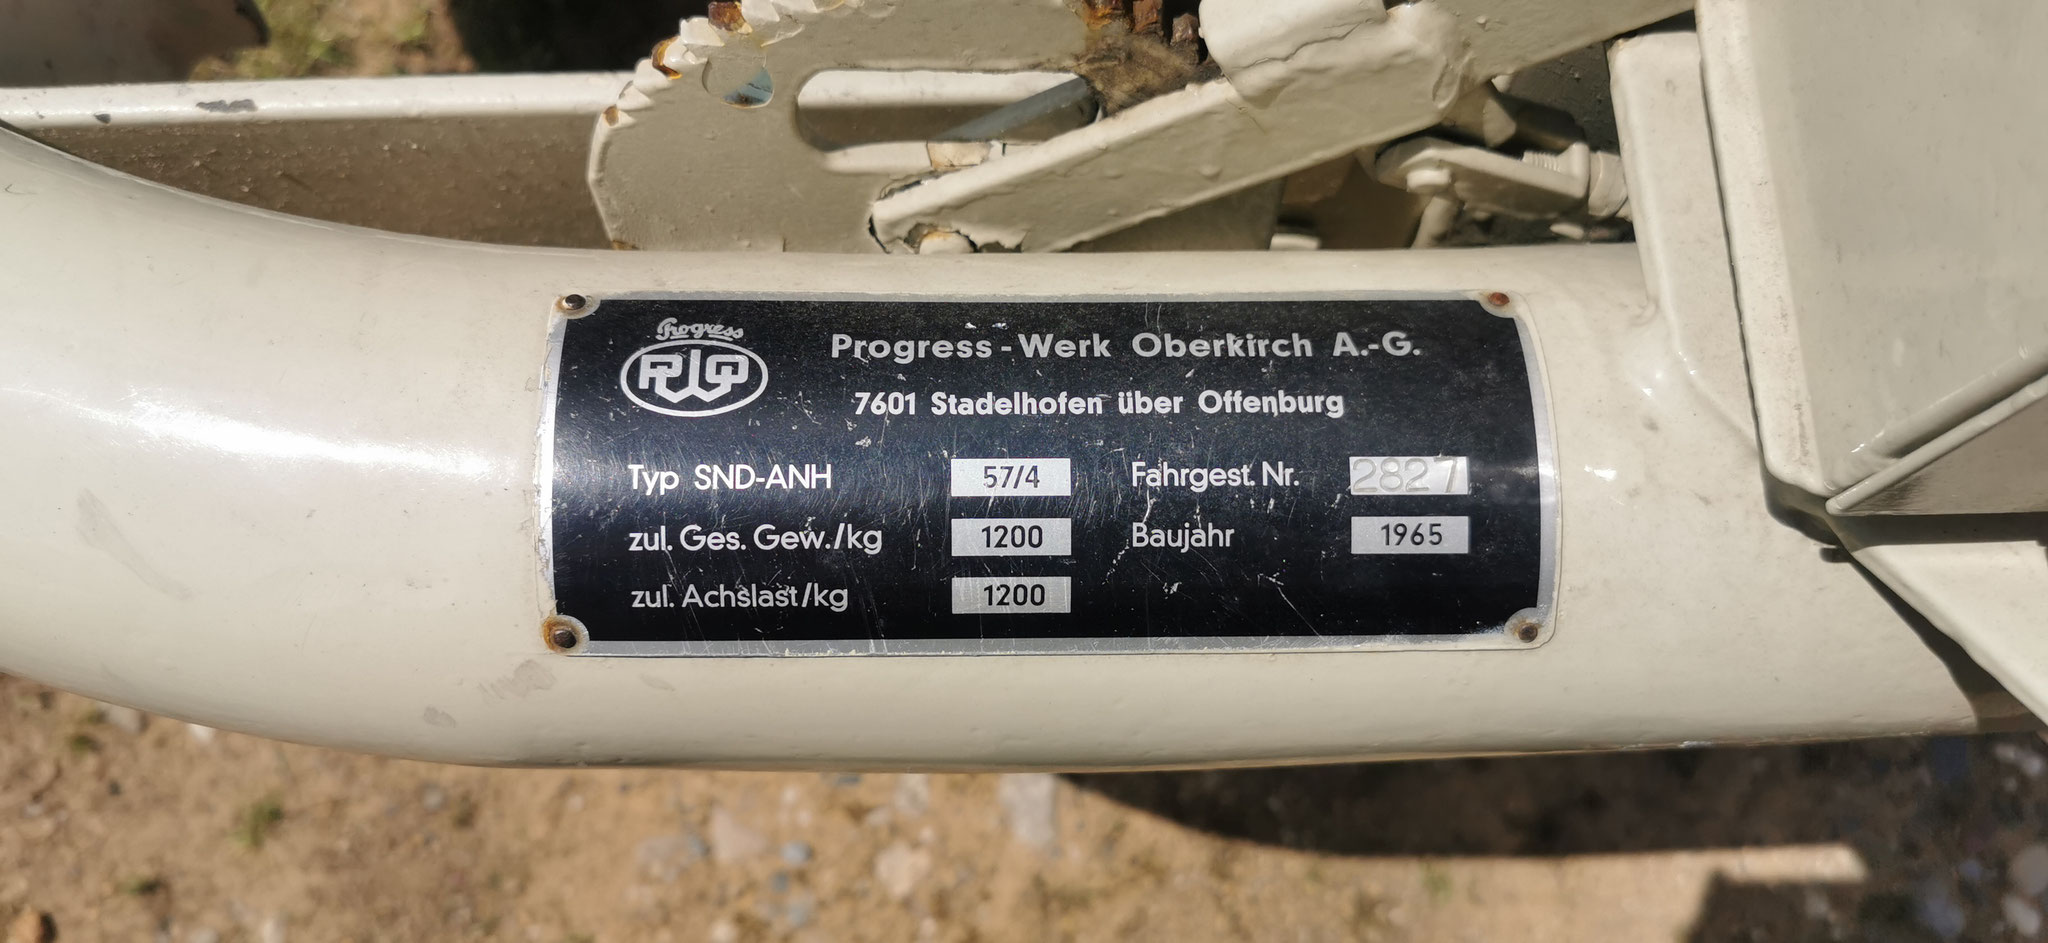 Progress
PWO
Progress-Werk Oberkirch A.-G.
7601 Stadelhofen über Offenburg
Typ SND-ANH 57/4 Fahrgest. Nr. 2827
zul. Ges. Gew./kg 1200 Baujahr 1965
zul. Achslast/kg 1200